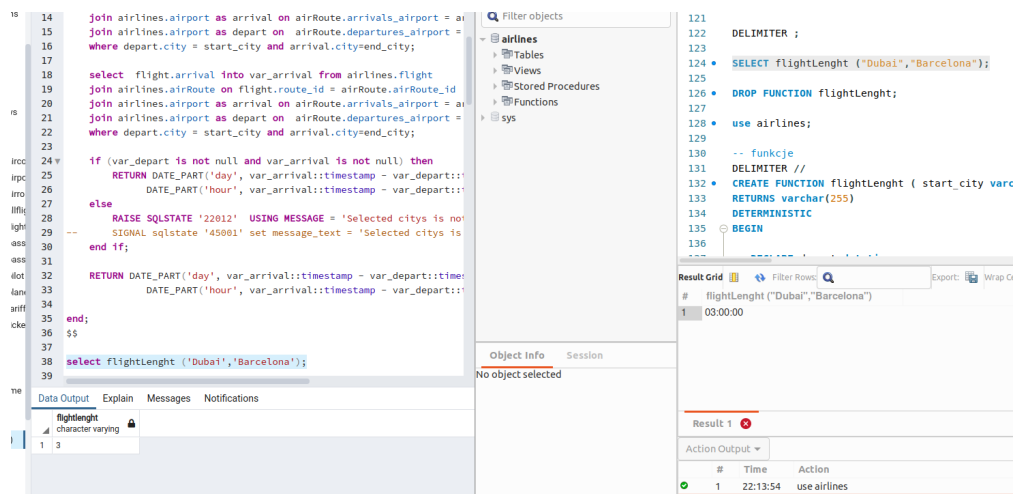 14 join airlines.airport as arrival on airRoute.arrivals_airport =
15 join airlines.airport as depart on airRoute.departures_airport =
16 where depart.city = start_city and arrival.city=end_city;
17
18 select flight.arrival into var_arrival from airlines.flight
19 join airlines.airRoute on flight.route_id = airRoute.airRoute_id
20 join airlines.airport as arrival on airRoute.arrivals_airport =
21 join airlines.airport as depart on airRoute.departures_airport =
22 where depart.city = start_city and arrival.city=end_city;
23
24 if (var_depart is not null and var_arrival is not null) then
25 RETURN DATE_PART('day', var_arrival::timestamp - var_depart::
26 DATE_PART('hour', var_arrival::timestamp - var_depart::
27 else
28 RAISE SQLSTATE '22012' USING MESSAGE = 'Selected citys is
29 -- SIGNAL sqlstate '45001' set message_text = 'Selected citys is
30 end if;
31
32 RETURN DATE_PART('day', var_arrival::timestamp - var_depart::
33 DATE_PART('hour', var_arrival::timestamp - var_depart::
34
35 end;
36 $$
37
38 select flightLenght ('Dubai','Barcelona');
39
Data Output Explain Messages Notifications
flightlenght
character varying
1 3
Filter objects
airlines
Tables
Views
Stored Procedures
Functions
sys
Object Info Session
No object selected
121
122 DELIMITER ;
123
124 SELECT flightLenght ("Dubai","Barcelona");
125
126 DROP FUNCTION flightLenght;
127
128 use airlines;
129
130 -- funkcje
131 DELIMITER //
132 CREATE FUNCTION flightLenght ( start_city
133 RETURNS varchar(255)
134 DETERMINISTIC
135 BEGIN
136
Result Grid Filter Rows: Export: Wrap
# flightLenght ("Dubai","Barcelona")
1 03:00:00
Result 1
Action Output
# Time Action
1 22:13:54 use airlines